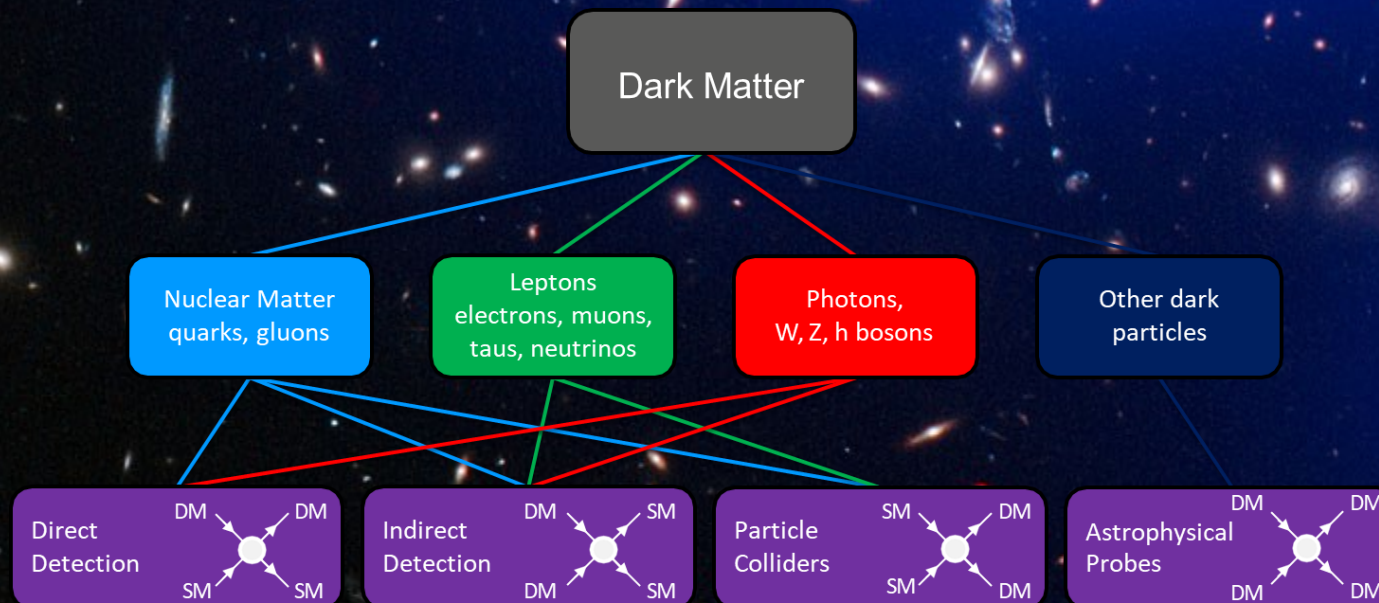 Dark Matter
Nuclear Matter
quarks, gluons
Leptons
electrons, muons,
taus, neutrinos
Photons,
W, Z, h bosons
Other dark
particles
Direct
Detection
DM
DM
SM
SM
Indirect
Detection
DM
SM
DM
SM
Particle
Colliders
SM
DM
SM
DM
Astrophysical
Probes
DM
DM
DM
DM